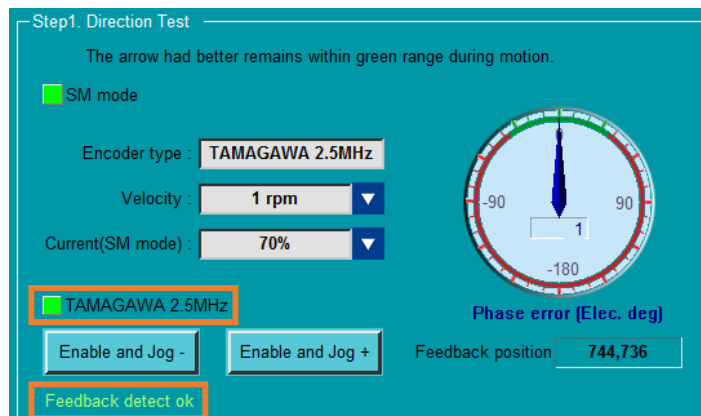 Step1. Direction Test
The arrow had better remains within green range during motion.
SM mode
Encoder type : TAMAGAWA 2.5MHz
Velocity : 1 rpm
Current(SM mode) : 70%
0
-90 90
1
-180
TAMAGAWA 2.5MHz
Phase error (Elec. deg)
Enable and Jog - Enable and Jog + Feedback position 744,736
Feedback detect ok